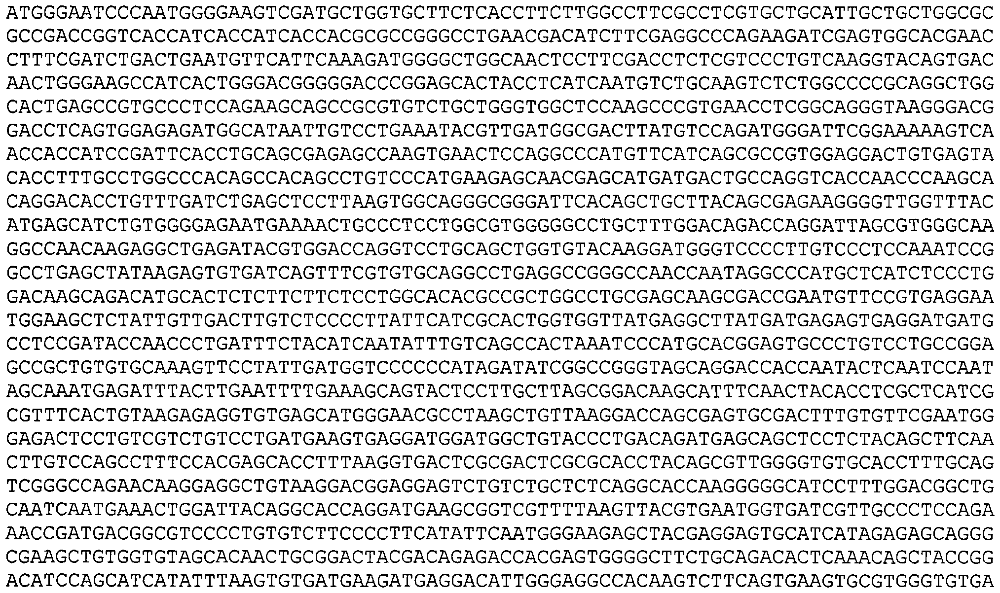 ATGGGAATCCCAATGGGGAAGTCGATGCTGGTGCTTCTCACCTTCTTGGCCTTCGCCTCGTGCTGCATTGCTGCTGGCGC
GCCGACCGGTCACCATCACCATCACCACGCGCCGGGCCTGAACGACATCTTCGAGGCCCAGAAGATCGAGTGGCACGAAC
CTTTCGATCTGACTGAATGTTCATTCAAAGATGGGGCTGGCAACTCCTTCGACCTCTCGTCCCTGTCAAGGTACAGTGAC
AACTGGGAAGCCATCACTGGGACGGGGGACCCGGAGCACTACCTCATCAATGTCTGCAAGTCTCTGGCCCCGCAGGCTGG
CACTGAGCCGTGCCCTCCAGAAGCAGCCGCGTGTCTGCTGGGTGGCTCCAAGCCCGTGAACCTCGGCAGGGTAAGGGACG
GACCTCAGTGGAGAGATGGCATAATTGTCCTGAAATACGTTGATGGCGACTTATGTCCAGATGGGATTCGGAAAAAGTCA
ACCACCATCCGATTCACCTGCAGCGAGAGCCAAGTGAACTCCAGGCCCATGTTCATCAGCGCCGTGGAGGACTGTGAGTA
CACCTTTGCCTGGCCCACAGCCACAGCCTGTCCCATGAAGAGCAACGAGCATGATGACTGCCAGGTCACCAACCCAAGCA
CAGGACACCTGTTTGATCTGAGCTCCTTAAGTGGCAGGGCGGGATTCACAGCTGCTTACAGCGAGAAGGGGTTGGTTTAC
ATGAGCATCTGTGGGGAGAATGAAAACTGCCCTCCTGGCGTGGGGGCCTGCTTTGGACAGACCAGGATTAGCGTGGGCAA
GGCCAACAAGAGGCTGAGATACGTGGACCAGGTCCTGCAGCTGGTGTACAAGGATGGGTCCCCTTGTCCCTCCAAATCCG
GCCTGAGCTATAAGAGTGTGATCAGTTTCGTGTGCAGGCCTGAGGCCGGGCCAACCAATAGGCCCATGCTCATCTCCCTG
GACAAGCAGACATGCACTCTCTTCTTCTCCTGGCACACGCCGCTGGCCTGCGAGCAAGCGACCGAATGTTCCGTGAGGAA
TGGAAGCTCTATTGTTGACTTGTCTCCCCTTATTCATCGCACTGGTGGTTATGAGGCTTATGATGAGAGTGAGGATGATG
CCTCCGATACCAACCCTGATTTCTACATCAATATTTGTCAGCCACTAAATCCCATGCACGGAGTGCCCTGTCCTGCCGGA
GCCGCTGTGTGCAAAGTTCCTATTGATGGTCCCCCCATAGATATCGGCCGGGTAGCAGGACCACCAATACTCAATCCAAT
AGCAAATGAGATTTACTTGAATTTTGAAAGCAGTACTCCTTGCTTAGCGGACAAGCATTTCAACTACACCTCGCTCATCG
CGTTTCACTGTAAGAGAGGTGTGAGCATGGGAACGCCTAAGCTGTTAAGGACCAGCGAGTGCGACTTTGTGTTCGAATGG
GAGACTCCTGTCGTCTGTCCTGATGAAGTGAGGATGGATGGCTGTACCCTGACAGATGAGCAGCTCCTCTACAGCTTCAA
CTTGTCCAGCCTTTCCACGAGCACCTTTAAGGTGACTCGCGACTCGCGCACCTACAGCGTTGGGGTGTGCACCTTTGCAG
TCGGGCCAGAACAAGGAGGCTGTAAGGACGGAGGAGTCTGTCTGCTCTCAGGCACCAAGGGGGCATCCTTTGGACGGCTG
CAATCAATGAAACTGGATTACAGGCACCAGGATGAAGCGGTCGTTTTAAGTTACGTGAATGGTGATCGTTGCCCTCCAGA
AACCGATGACGGCGTCCCCTGTGTCTTCCCCTTCATATTCAATGGGAAGAGCTACGAGGAGTGCATCATAGAGAGCAGGG
CGAAGCTGTGGTGTAGCACAACTGCGGACTACGACAGAGACCACGAGTGGGGCTTCTGCAGACACTCAAACAGCTACCGG
ACATCCAGCATCATATTTAAGTGTGATGAAGATGAGGACATTGGGAGGCCACAAGTCTTCAGTGAAGTGCGTGGGTGTGA